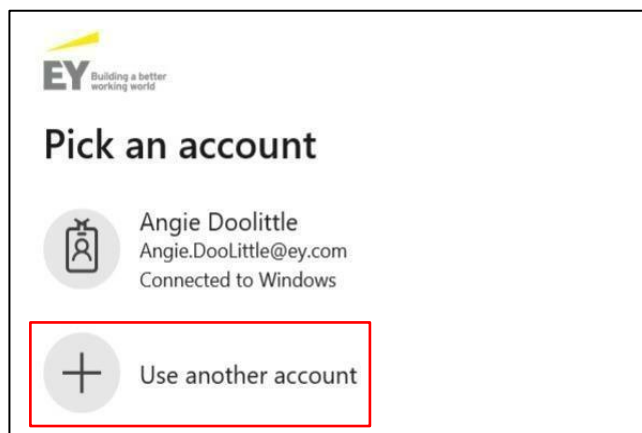 EY Building a better
working world
Pick an account
Angie Doolittle
Angie.DooLittle@ey.com
Connected to Windows
Use another account